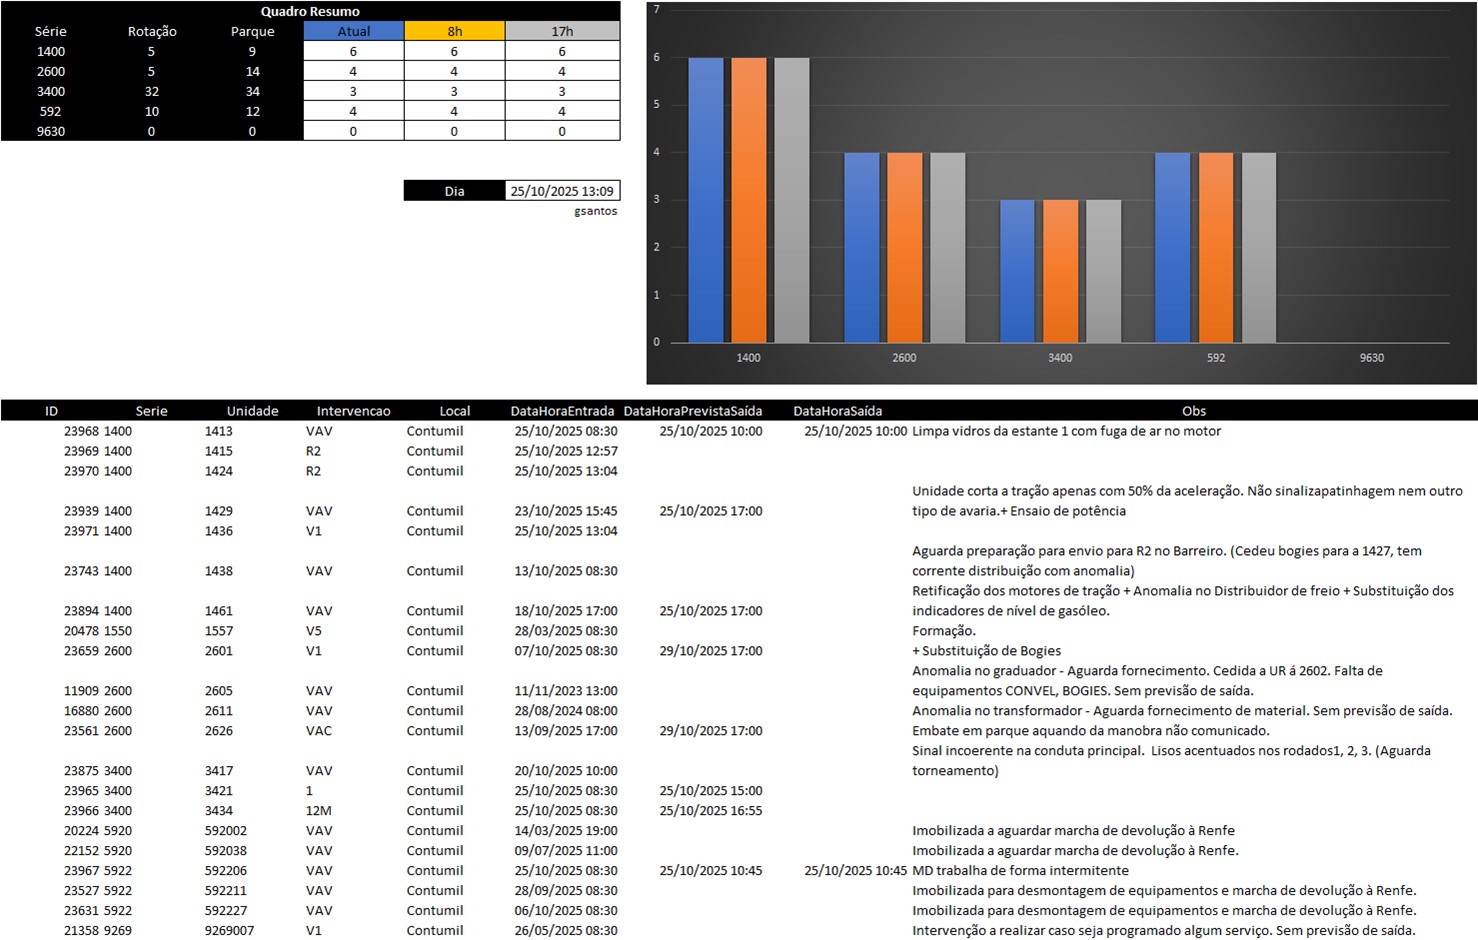 Quadro Resumo
Série Rotação Parque Atual 8h 17h
1400 5 9 6 6 6
2600 5 14 4 4 4
3400 32 34 3 3 3
592 10 12 4 4 4
9630 0 0 0 0 0
Dia 25/10/2025 13:09
gsantos
7
6
5
4
3
2
1
0
1400 2600 3400 592 9630
ID Serie Unidade Intervencao Local DataHoraEntrada DataHoraPrevistaSaída DataHoraSaída Obs
23968 1400 1413 VAV Contumil 25/10/2025 08:30 25/10/2025 10:00 25/10/2025 10:00 Limpa vidros da estante 1 com fuga de ar no motor
23969 1400 1415 R2 Contumil 25/10/2025 12:57
23970 1400 1424 R2 Contumil 25/10/2025 13:04
Unidade corta a tração apenas com 50% da aceleração. Não sinalizapatinhagem nem outro
23939 1400 1429 VAV Contumil 23/10/2025 15:45 25/10/2025 17:00 tipo de avaria.+ Ensaio de potência
23971 1400 1436 V1 Contumil 25/10/2025 13:04
Aguarda preparação para envio para R2 no Barreiro. (Cedeu bogies para a 1427, tem
23743 1400 1438 VAV Contumil 13/10/2025 08:30 corrente distribuição com anomalia)
Retificação dos motores de tração + Anomalia no Distribuidor de freio + Substituição dos
23894 1400 1461 VAV Contumil 18/10/2025 17:00 25/10/2025 17:00 indicadores de nível de gasóleo.
20478 1550 1557 V5 Contumil 28/03/2025 08:30 Formação.
23659 2600 2601 V1 Contumil 07/10/2025 08:30 29/10/2025 17:00 + Substituição de Bogies
Anomalia no graduador - Aguarda fornecimento. Cedida a UR á 2602. Falta de
11909 2600 2605 VAV Contumil 11/11/2023 13:00 equipamentos CONVEL, BOGIES. Sem previsão de saída.
16880 2600 2611 VAV Contumil 28/08/2024 08:00 Anomalia no transformador - Aguarda fornecimento de material. Sem previsão de saída.
23561 2600 2626 VAC Contumil 13/09/2025 17:00 29/10/2025 17:00 Embate em parque aquando da manobra não comunicado.
Sinal incoerente na conduta principal.  Lisos acentuados nos rodados1, 2, 3. (Aguarda
23875 3400 3417 VAV Contumil 20/10/2025 10:00 torneamento)
23965 3400 3421 1 Contumil 25/10/2025 08:30 25/10/2025 15:00
23966 3400 3434 12M Contumil 25/10/2025 08:30 25/10/2025 16:55
20224 5920 592002 VAV Contumil 14/03/2025 19:00 Imobilizada a aguardar marcha de devolução à Renfe
22152 5920 592038 VAV Contumil 09/07/2025 11:00 Imobilizada a aguardar marcha de devolução à Renfe.
23967 5922 592206 VAV Contumil 25/10/2025 08:30 25/10/2025 10:45 25/10/2025 10:45 MD trabalha de forma intermitente
23527 5922 592211 VAV Contumil 28/09/2025 08:30 Imobilizada para desmontagem de equipamentos e marcha de devolução à Renfe.
23631 5922 592227 VAV Contumil 06/10/2025 08:30 Imobilizada para desmontagem de equipamentos e marcha de devolução à Renfe.
21358 9269 9269007 V1 Contumil 26/05/2025 08:30 Intervenção a realizar caso seja programado algum serviço. Sem previsão de saída.